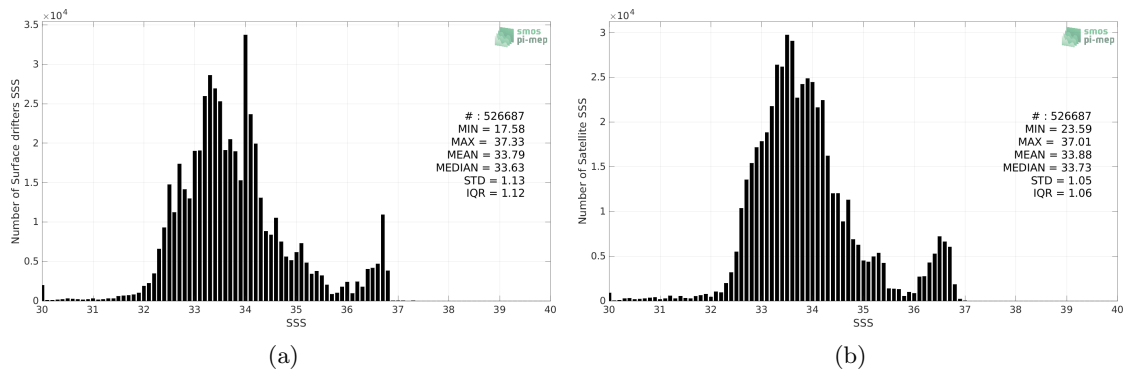 ×10⁴
3.5
3
2.5
2
1.5
1
0.5
0
30 31 32 33 34 35 36 37 38 39 40
SSS
Number of Surface drifters SSS
smos
pi-mep
# : 526687
MIN = 17.58
MAX = 37.33
MEAN = 33.79
MEDIAN = 33.63
STD = 1.13
IQR = 1.12
(a)
×10⁴
3
2.5
2
1.5
1
0.5
0
30 31 32 33 34 35 36 37 38 39 40
SSS
Number of Satellite SSS
smos
pi-mep
# : 526687
MIN = 23.59
MAX = 37.01
MEAN = 33.88
MEDIAN = 33.73
STD = 1.05
IQR = 1.06
(b)